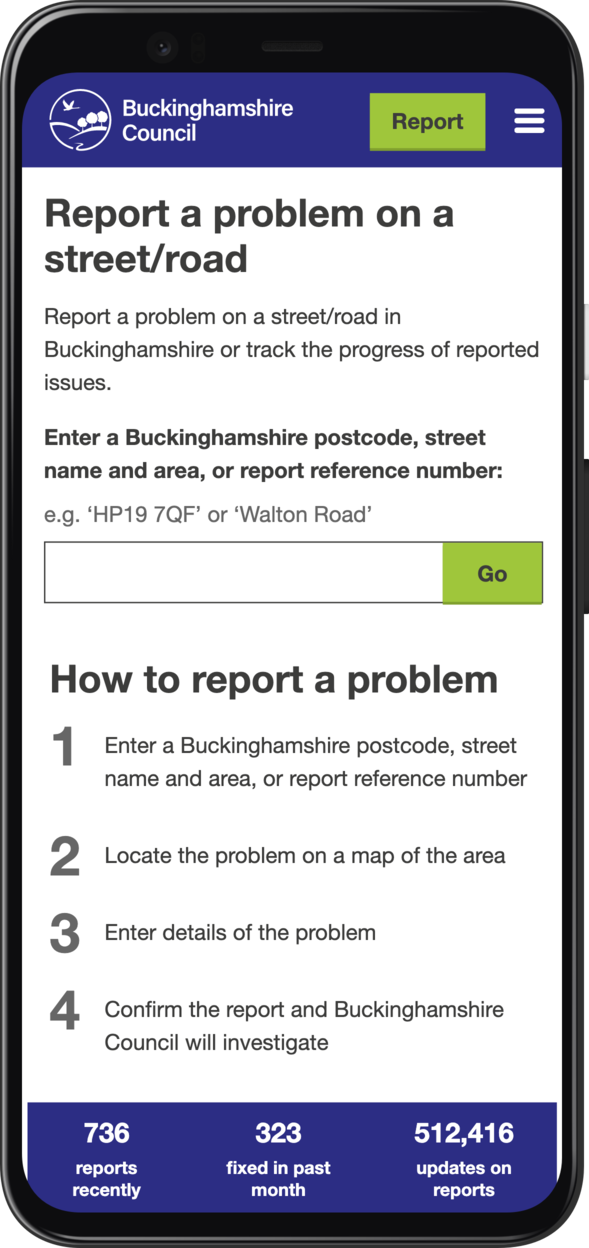 Buckinghamshire
Council
Report
Report a problem on a
street/road
Report a problem on a street/road in
Buckinghamshire or track the progress of reported
issues.
Enter a Buckinghamshire postcode, street
name and area, or report reference number:
e.g. ‘HP19 7QF’ or ‘Walton Road’
Go
How to report a problem
1 Enter a Buckinghamshire postcode, street
name and area, or report reference number
2 Locate the problem on a map of the area
3 Enter details of the problem
4 Confirm the report and Buckinghamshire
Council will investigate
736 323 512,416
reports fixed in past updates on
recently month reports